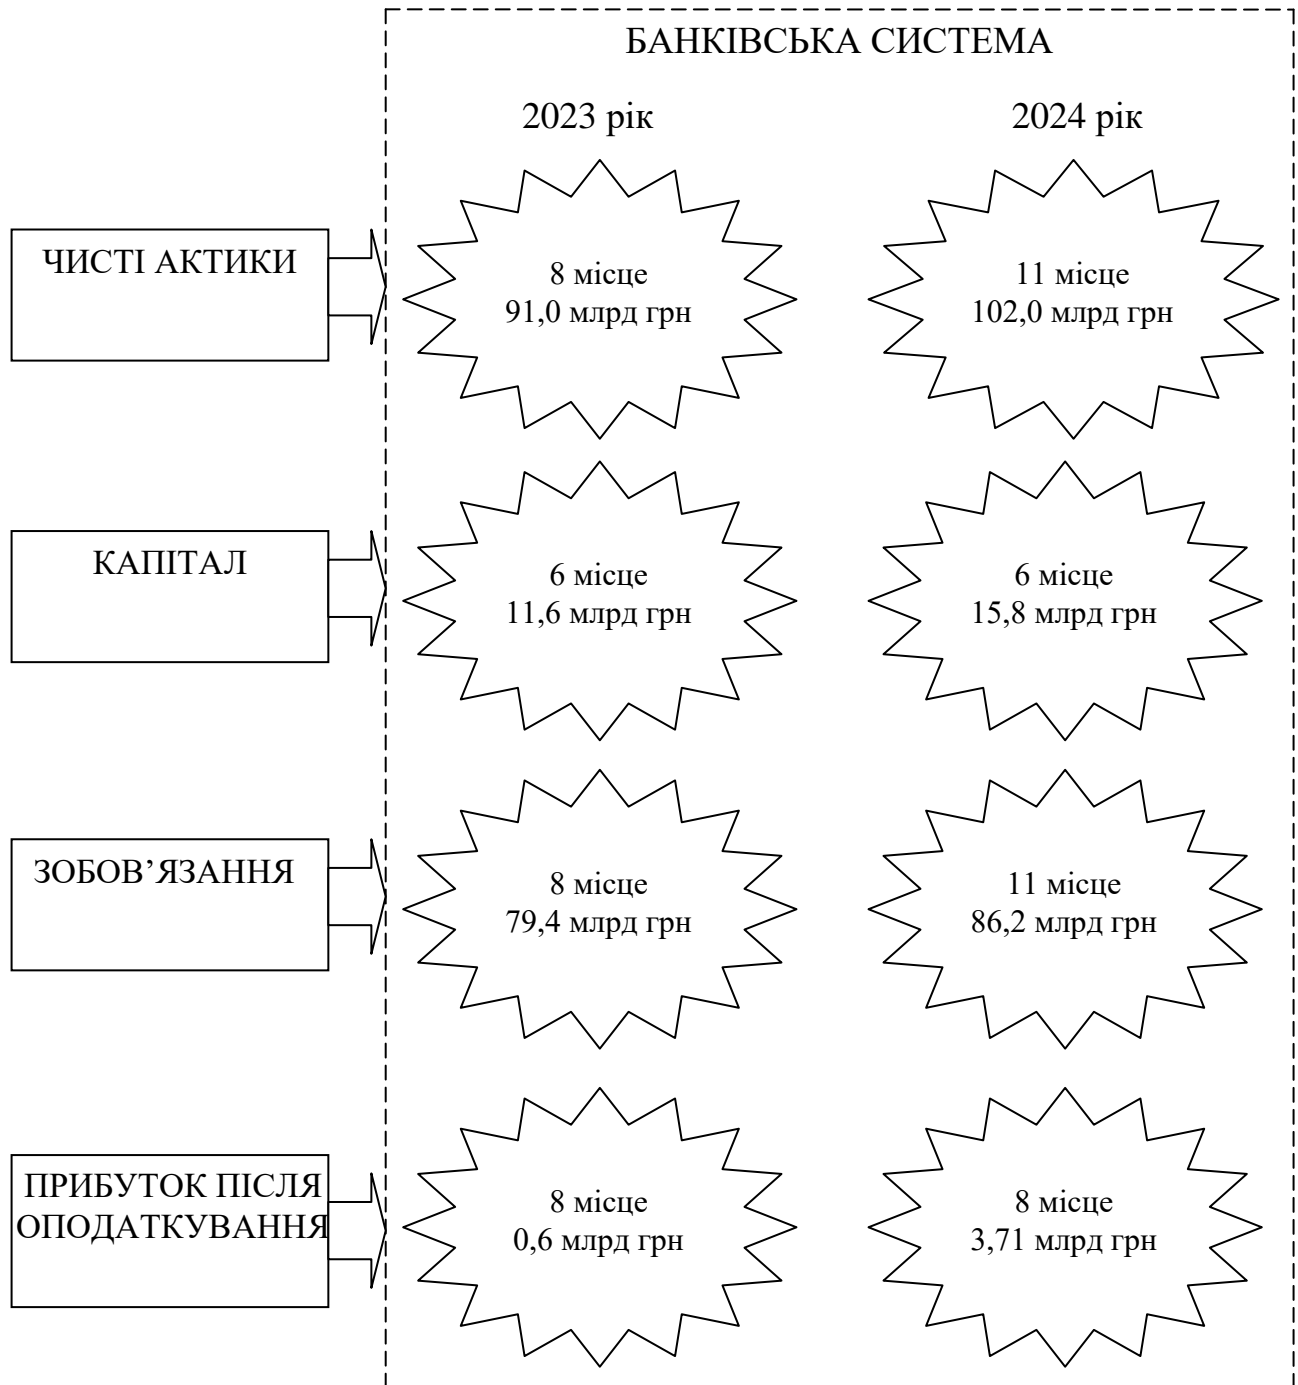 БАНКІВСЬКА СИСТЕМА
2023 рік
2024 рік
ЧИСТІ АКТИКИ
8 місце
91,0 млрд грн
11 місце
102,0 млрд грн
КАПІТАЛ
6 місце
11,6 млрд грн
6 місце
15,8 млрд грн
ЗОБОВ’ЯЗАННЯ
8 місце
79,4 млрд грн
11 місце
86,2 млрд грн
ПРИБУТОК ПІСЛЯ
ОПОДАТКУВАННЯ
8 місце
0,6 млрд грн
8 місце
3,71 млрд грн